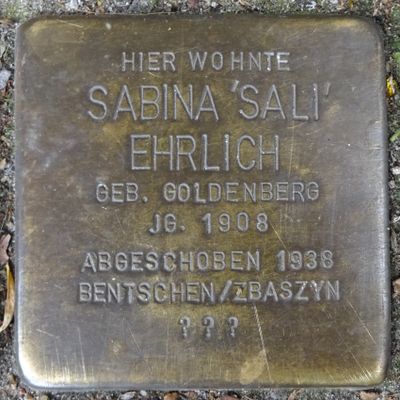 HIER WOHNTE
SABINA 'SALI'
EHRLICH
GEB. GOLDENBERG
JG. 1908
ABGESCHOBEN 1938
BENTSCHEN/ZBASZYN
???